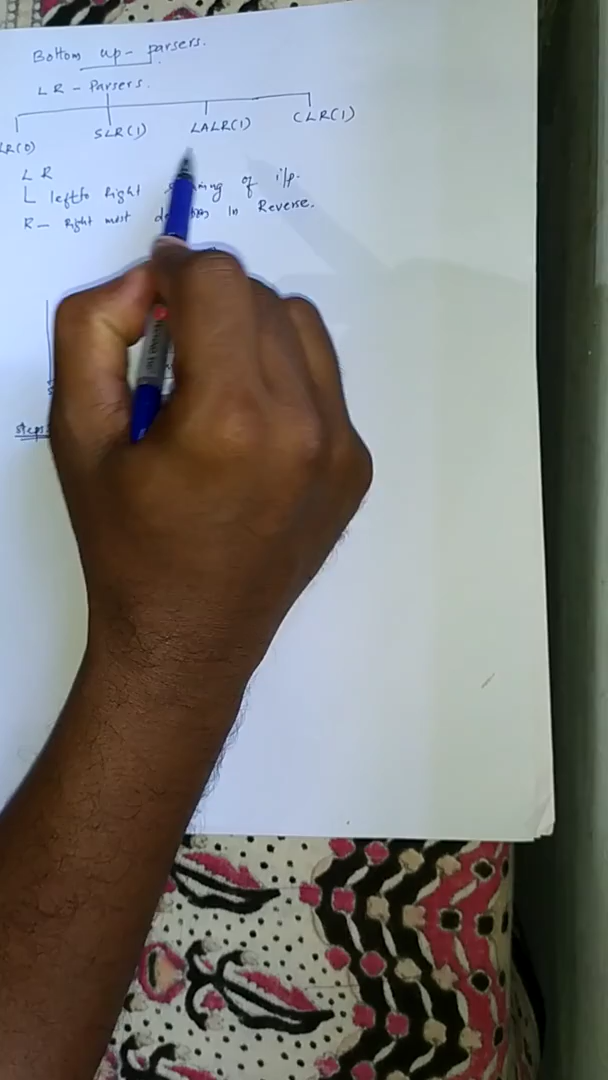 Bottom up- parsers.
LR - Parsers.
LR(0) SLR(1) LALR(1) CLR(1)
LR
L left to Right of i/p.
R - Right most in Reverse.
steps